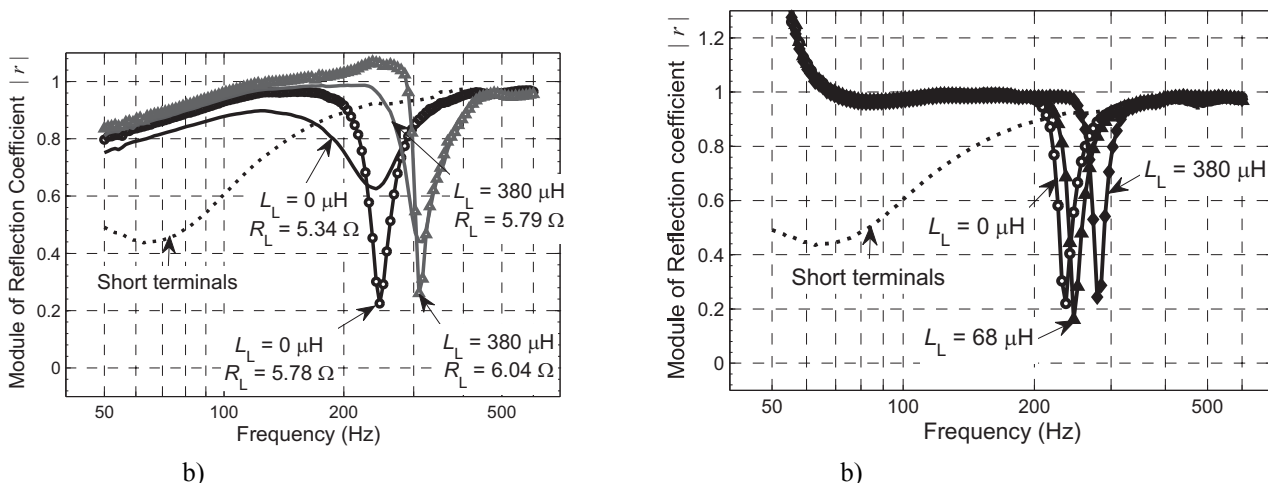 Module of Reflection Coefficient | r |
1
0.8
0.6
0.4
0.2
0
L_L = 0 μH
R_L = 5.34 Ω
L_L = 380 μH
R_L = 5.79 Ω
Short terminals
L_L = 0 μH
R_L = 5.78 Ω
L_L = 380 μH
R_L = 6.04 Ω
50 100 200 500
Frequency (Hz)
b)
Module of Reflection coefficient | r |
1.2
1
0.8
0.6
0.4
0.2
0
L_L = 380 μH
L_L = 0 μH
Short terminals
L_L = 68 μH
50 100 200 500
Frequency (Hz)
b)